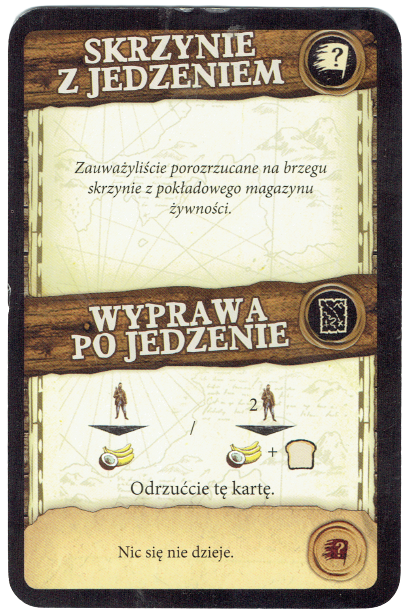 SKRZYNIE
Z JEDZENIEM
?
Zauważyliście porozrzucane na brzegu
skrzynie z pokładowego magazynu
żywności.
WYPRAWA
PO JEDZENIE
2
/
+
Odrzućcie tę kartę.
Nic się nie dzieje.
?